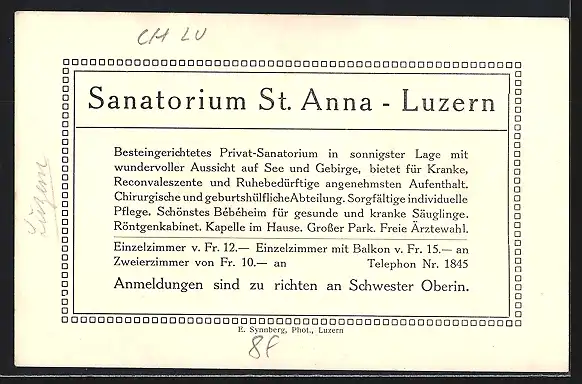 CH LU
Sanatorium St. Anna - Luzern
Besteingerichtetes Privat-Sanatorium in sonnigster Lage mit
wundervoller Aussicht auf See und Gebirge, bietet für Kranke,
Reconvaleszente und Ruhebedürftige angenehmsten Aufenthalt.
Chirurgische und geburtshülfliche Abteilung. Sorgfältige individuelle
Pflege. Schönstes Bébéheim für gesunde und kranke Säuglinge.
Röntgenkabinet. Kapelle im Hause. Großer Park. Freie Ärztewahl.
Einzelzimmer v. Fr. 12.— Einzelzimmer mit Balkon v. Fr. 15.— an
Zweierzimmer von Fr. 10.— an Telephon Nr. 1845
Anmeldungen sind zu richten an Schwester Oberin.
E. Synnberg, Phot., Luzern
8F
Luzern